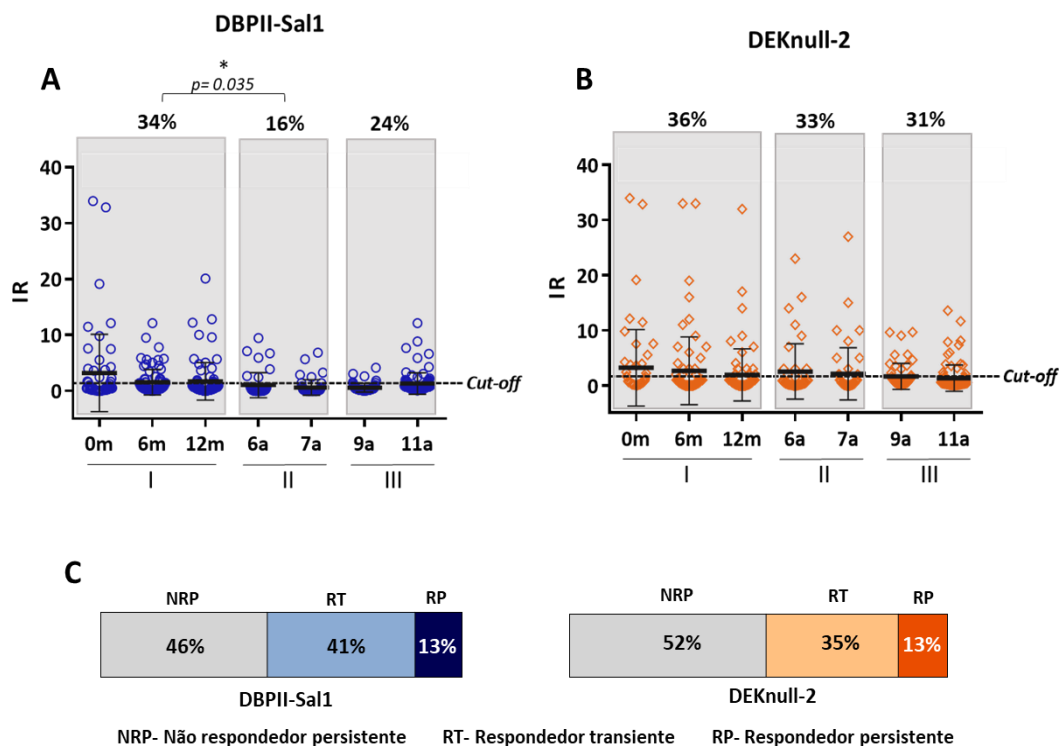 DBPII-Sal1
DEKnull-2
A
*
p= 0.035
34%
16%
24%
IR
40
30
20
10
0
Cut-off
0m 6m 12m 6a 7a 9a 11a
I II III
B
36%
33%
31%
IR
40
30
20
10
0
Cut-off
0m 6m 12m 6a 7a 9a 11a
I II III
C
NRP RT RP
46% 41% 13%
DBPII-Sal1
NRP RT RP
52% 35% 13%
DEKnull-2
NRP- Não respondedor persistente RT- Respondedor transiente RP- Respondedor persistente